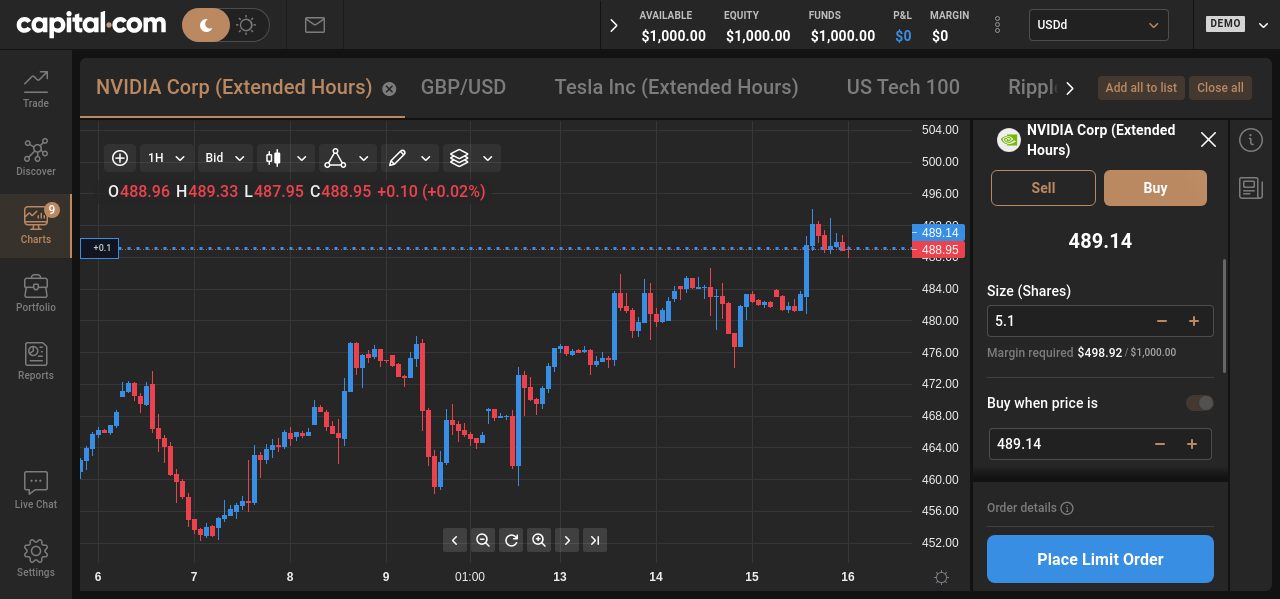 capital.com
AVAILABLE
$1,000.00
EQUITY
$1,000.00
FUNDS
$1,000.00
P&L
$0
MARGIN
$0
USDd
DEMO
Trade
Discover
9
Charts
Portfolio
Reports
Live Chat
Settings
NVIDIA Corp (Extended Hours)
GBP/USD
Tesla Inc (Extended Hours)
US Tech 100
Add all to list
Close all
1H
Bid
O488.96 H489.33 L487.95 C488.95 +0.10 (+0.02%)
+0.1
504.00
500.00
496.00
489.14
488.95
488.00
484.00
480.00
476.00
472.00
468.00
464.00
460.00
456.00
452.00
6 7 8 9 01:00 13 14 15 16
NVIDIA Corp (Extended
Hours)
Sell
Buy
489.14
Size (Shares)
5.1
Margin required $498.92 / $1,000.00
Buy when price is
489.14
Order details
Place Limit Order